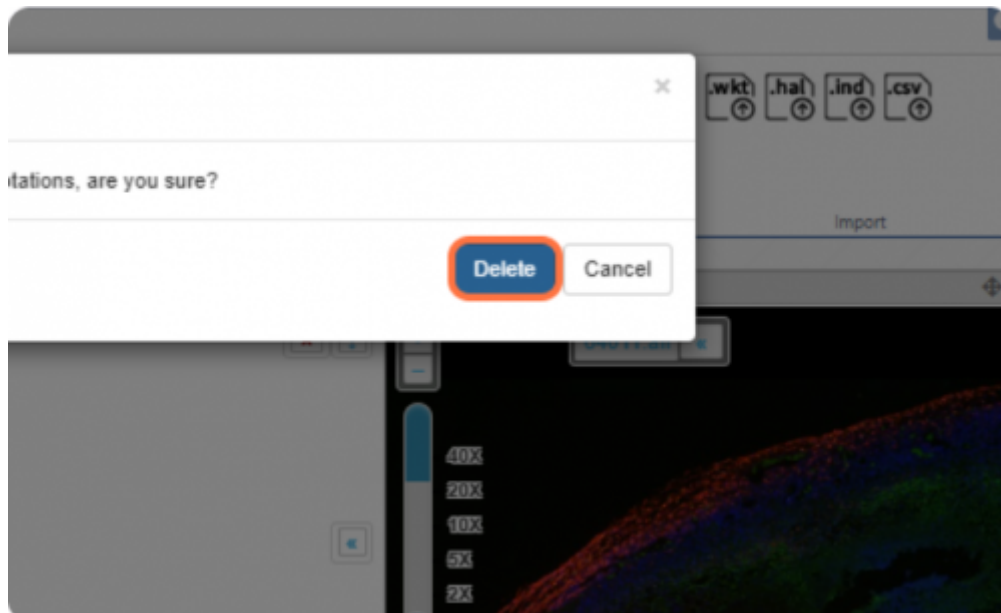 .wkt .hal .ind .csv
tations, are you sure?
Import
Delete Cancel
40X
20X
10X
5X
2X